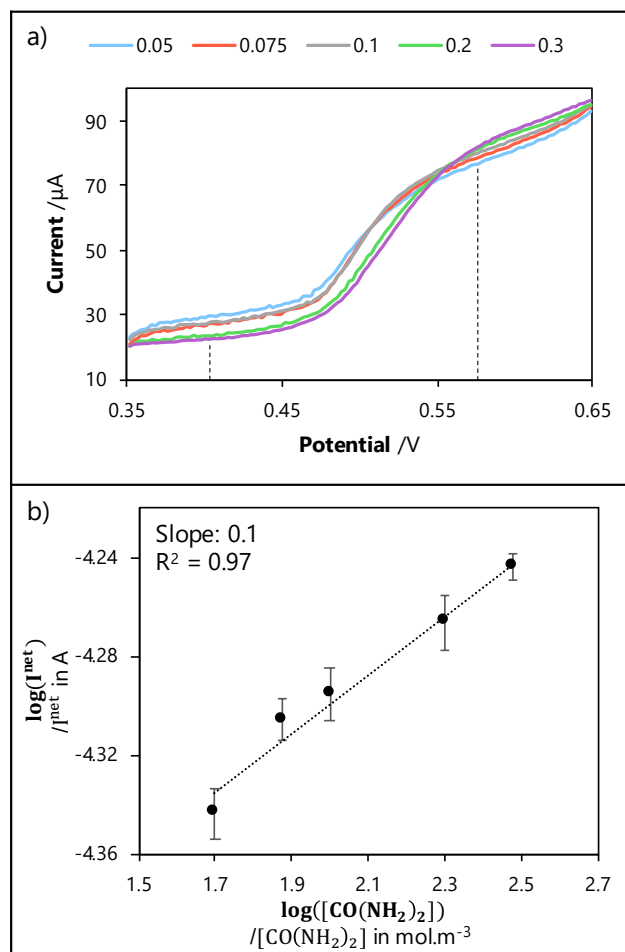 a)
0.05 0.075 0.1 0.2 0.3
90
70
50
30
10
Current /µA
0.35 0.45 0.55 0.65
Potential /V
b)
Slope: 0.1
R² = 0.97
-4.24
-4.28
-4.32
-4.36
log(Iⁿᵉᵗ)
/Iⁿᵉᵗ in A
1.5 1.7 1.9 2.1 2.3 2.5 2.7
log([CO(NH₂)₂])
/[CO(NH₂)₂] in mol.m⁻³